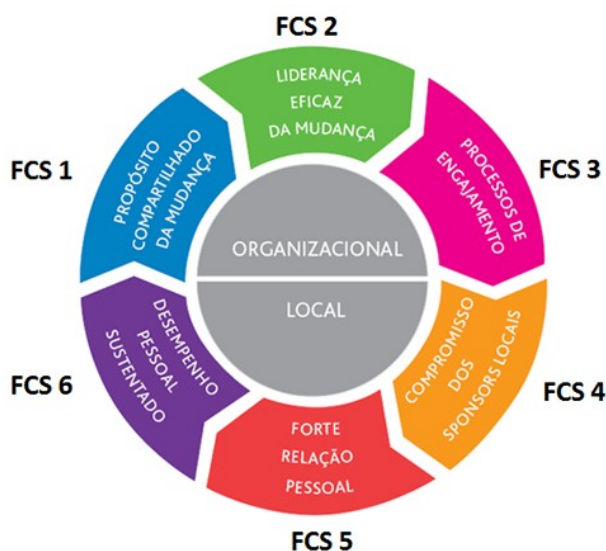 FCS 2
LIDERANÇA
EFICAZ
DA MUDANÇA
FCS 1
PROPÓSITO
COMPARTILHADO
DA MUDANÇA
PROCESSOS DE
ENGAJAMENTO
FCS 3
ORGANIZACIONAL
LOCAL
FCS 6
DESEMPENHO
PESSOAL
SUSTENTADO
COMPROMISSO
DOS
SPONSORS LOCAIS
FCS 4
FORTE
RELAÇÃO
PESSOAL
FCS 5